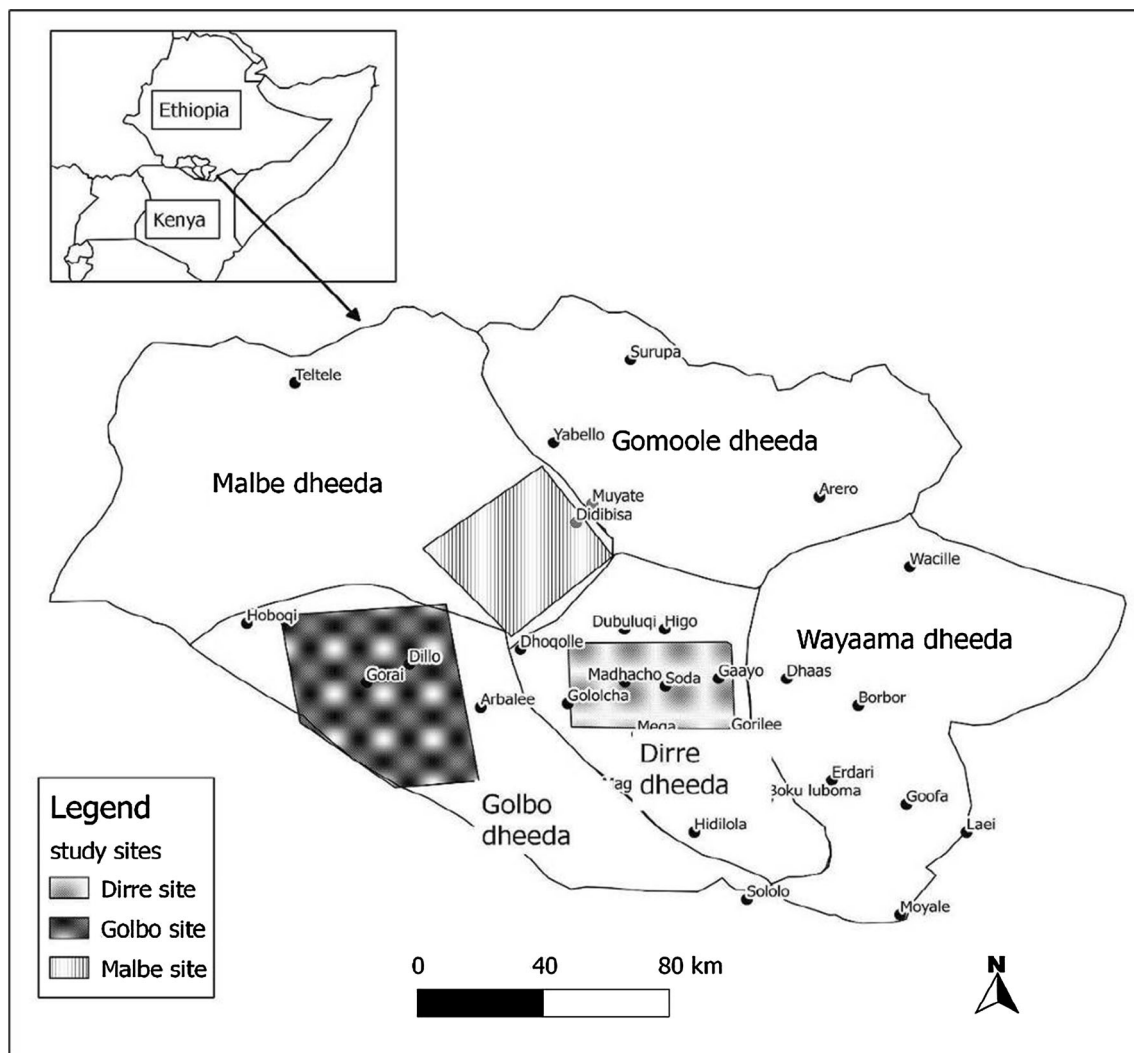 Ethiopia
Kenya
Surupa
Teltele
Yabello
Gomoole dheeda
Malbe dheeda
Muyate
Arero
Didibisa
Wacille
Hoboqi
Dubuluqi
Higo
Wayaama dheeda
Dhoqolle
Dillo
Gorai
Madhacho
Soda
Gaayo
Dhaas
Gololcha
Arbalee
Borbor
Mega
Gorilee
Dirre
dheeda
Erdari
Boku luboma
Goofa
Golbo
dheeda
Hidilola
Laei
Sololo
Moyale
Legend
study sites
Dirre site
Golbo site
Malbe site
0 40 80 km
N